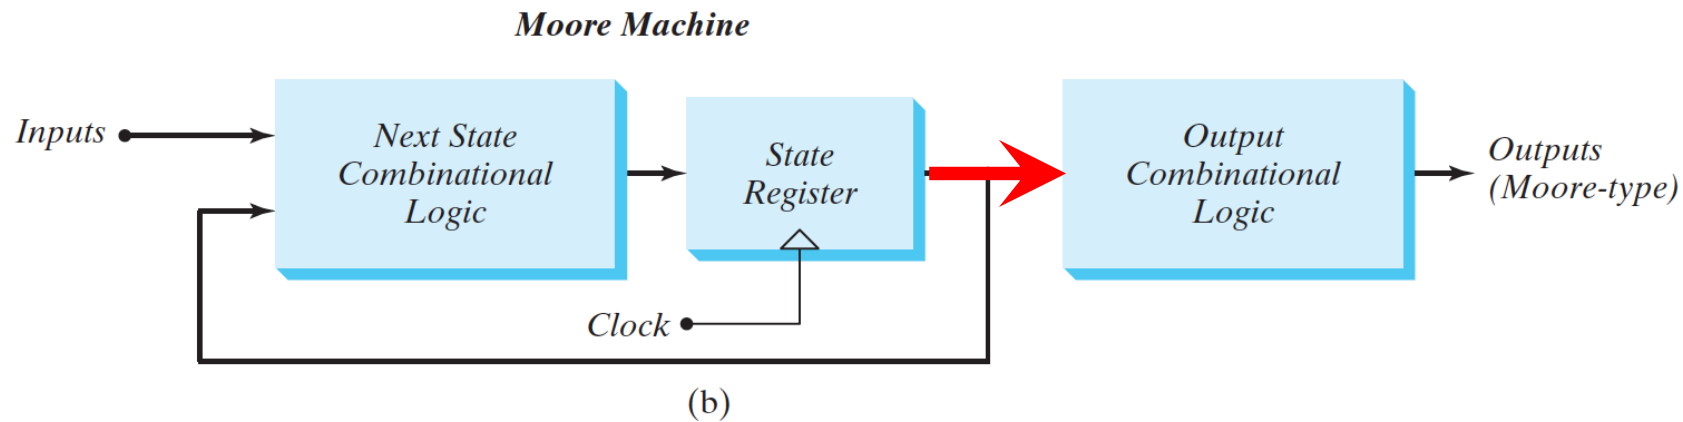 Moore Machine
Inputs
Next State
Combinational
Logic
State
Register
Output
Combinational
Logic
Outputs
(Moore-type)
Clock
(b)